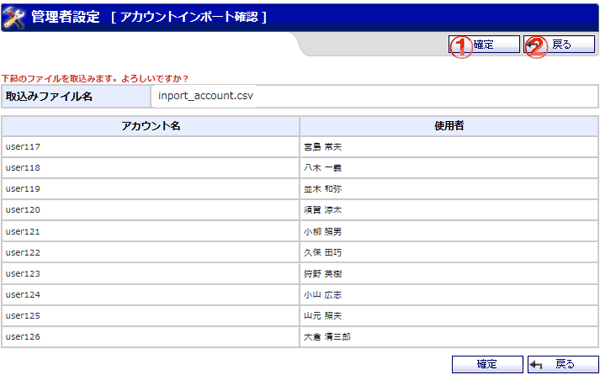 管理者設定 [ アカウントインポート確認 ]
① 確定 ② 戻る
下部のファイルを取込みます。よろしいですか？
取込みファイル名 inport_account.csv
アカウント名 使用者
user117 宮島 常夫
user118 八木 一義
user119 並木 和弥
user120 須賀 涼太
user121 小柳 照男
user122 久保 田巧
user123 狩野 英樹
user124 小山 広志
user125 山元 照夫
user126 大倉 清三郎
確定 戻る